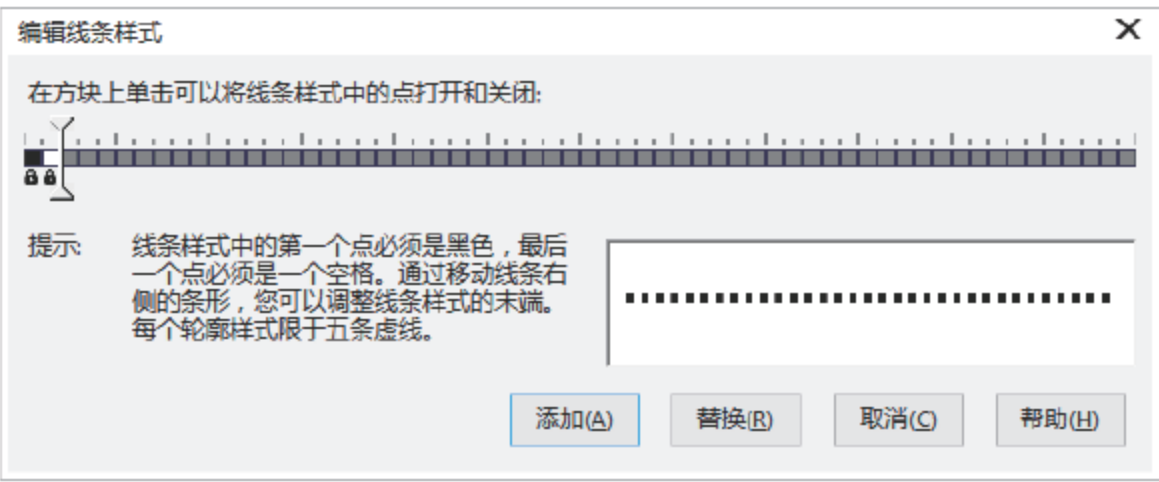 编辑线条样式
在方块上单击可以将线条样式中的点打开和关闭:
提示: 线条样式中的第一个点必须是黑色，最后
一个点必须是一个空格。通过移动线条右
侧的条形，您可以调整线条样式的末端。
每个轮廓样式限于五条虚线。
添加(A) 替换(R) 取消(C) 帮助(H)